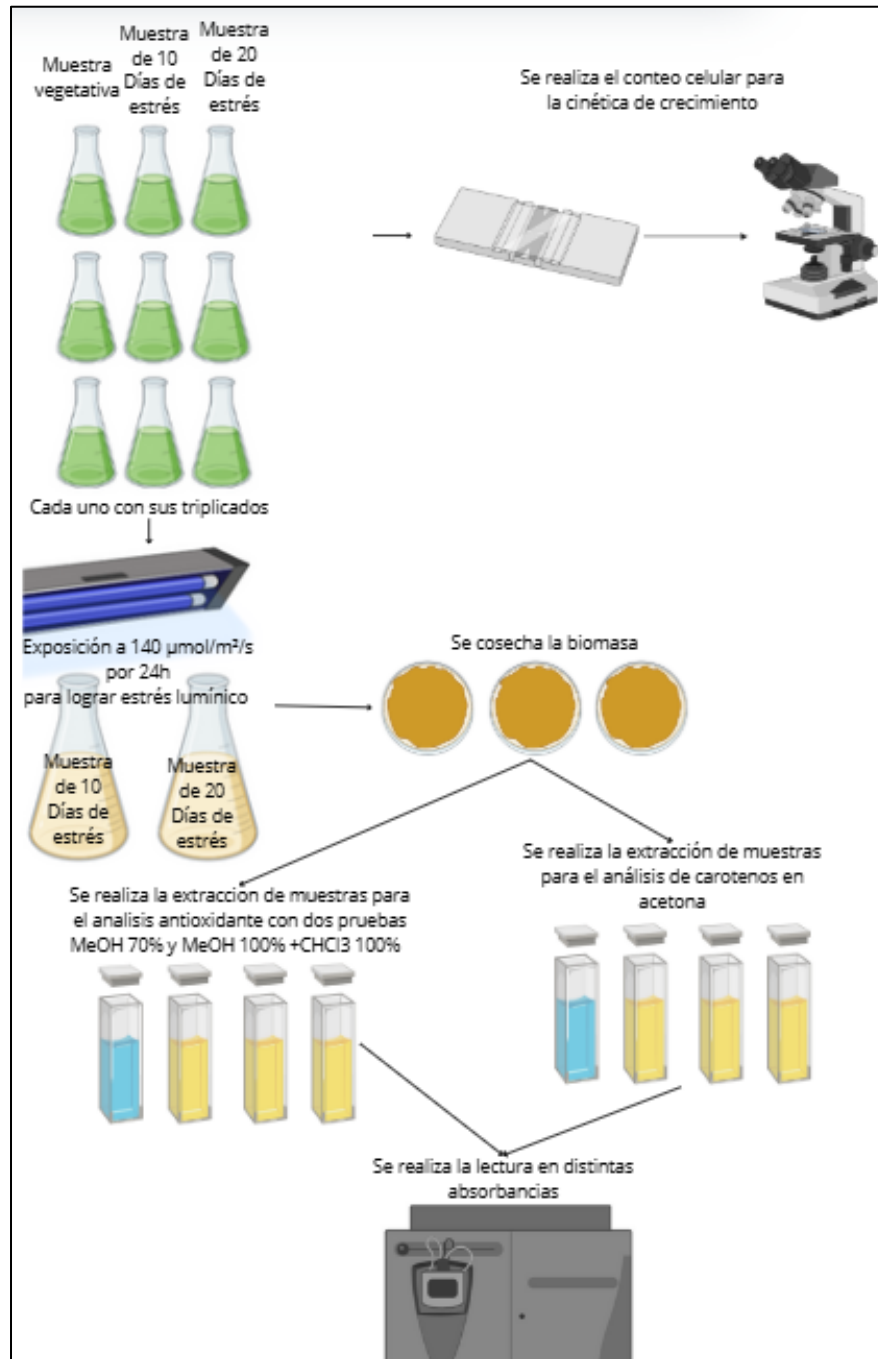 Muestra
vegetativa
Muestra
de 10
Días de
estrés
Muestra
de 20
Días de
estrés
Se realiza el conteo celular para
la cinética de crecimiento
Cada uno con sus triplicados
Exposición a 140 µmol/m²/s
por 24h
para lograr estrés lumínico
Se cosecha la biomasa
Muestra
de 10
Días de
estrés
Muestra
de 20
Días de
estrés
Se realiza la extracción de muestras
para el análisis de carotenos en
acetona
Se realiza la extracción de muestras para
el analisis antioxidante con dos pruebas
MeOH 70% y MeOH 100% +CHCl3 100%
Se realiza la lectura en distintas
absorbancias